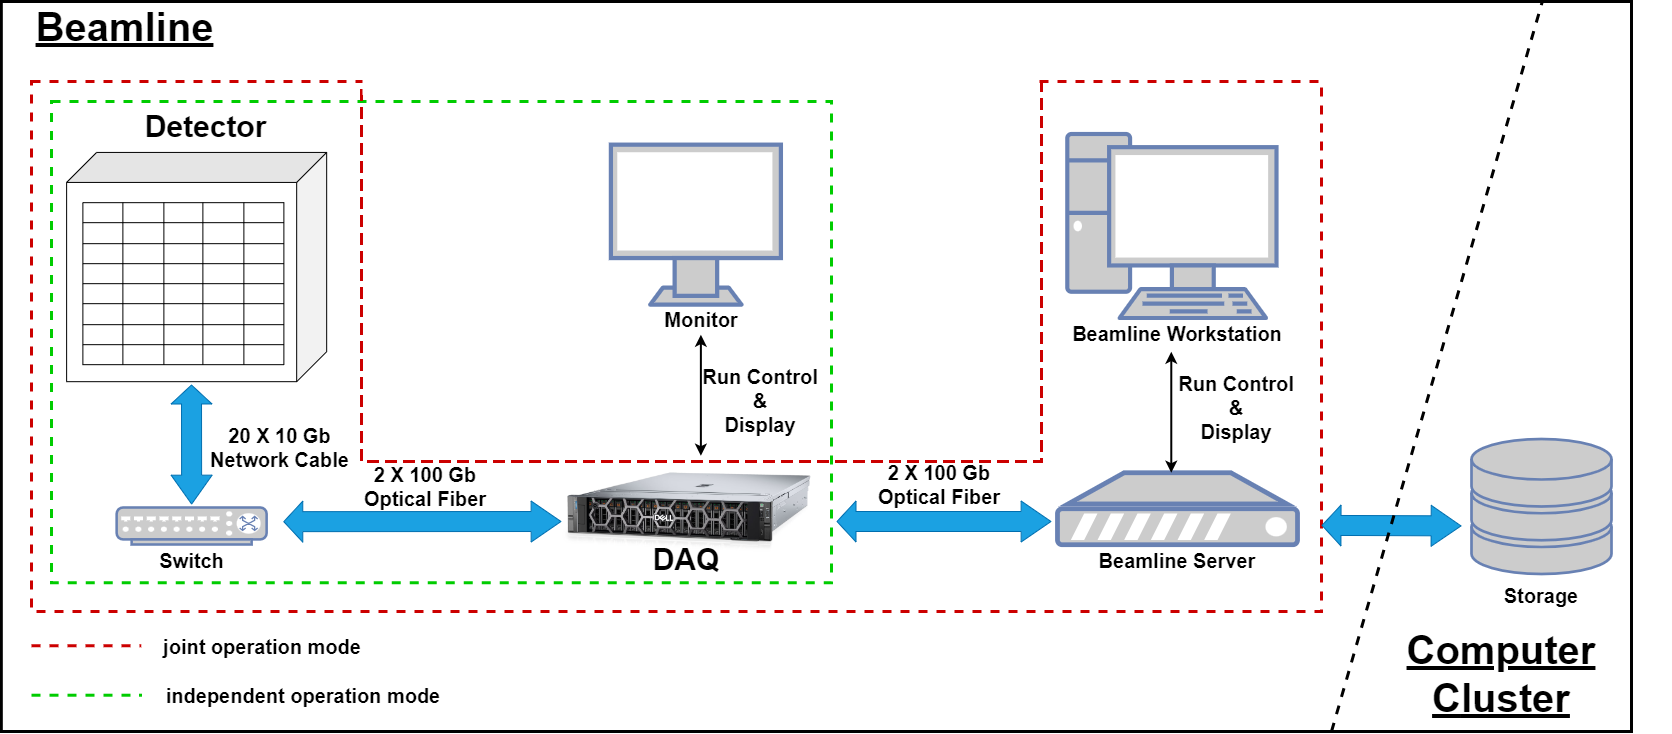 Beamline
Detector
Monitor
Beamline Workstation
Run Control
&
Display
Run Control
&
Display
20 X 10 Gb
Network Cable
2 X 100 Gb
Optical Fiber
2 X 100 Gb
Optical Fiber
DELL
Switch
DAQ
Beamline Server
Storage
joint operation mode
independent operation mode
Computer
Cluster